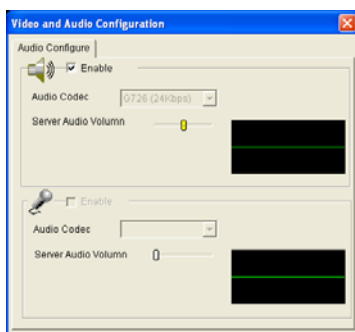 Video and Audio Configuration
Audio Configure
Enable
Audio Codec
G726 (24Kbps)
Server Audio Volumn
Enable
Audio Codec
Server Audio Volumn